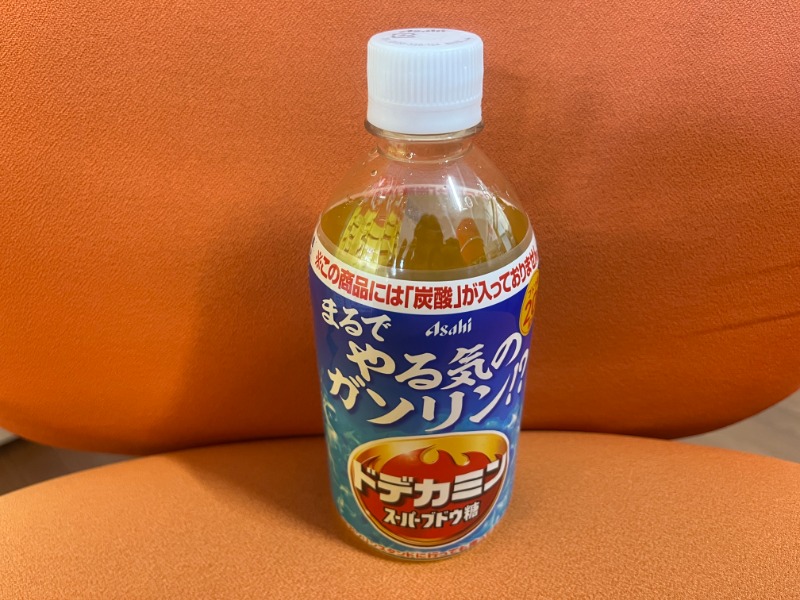 Asahi
※この商品には「炭酸」が入っておりません
Asahi
まるで
やる気の
ガソリン!?
ドデカミン
スーパーブドウ糖